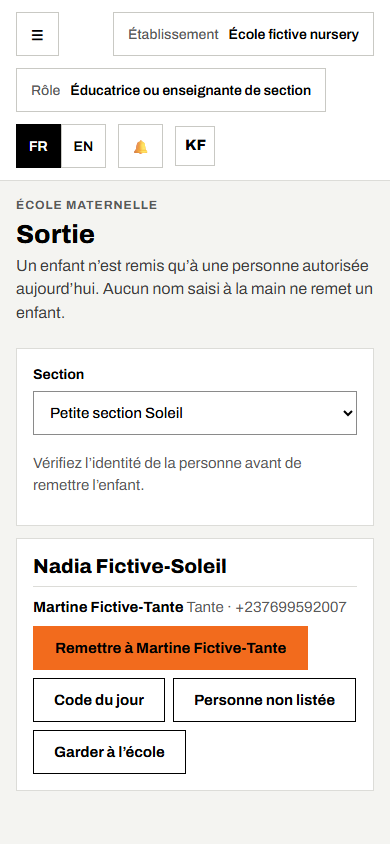 ☰
Établissement École fictive nursery
Rôle Éducatrice ou enseignante de section
FR EN KF
ÉCOLE MATERNELLE
Sortie
Un enfant n’est remis qu’à une personne autorisée
aujourd’hui. Aucun nom saisi à la main ne remet un
enfant.
Section
Petite section Soleil
Vérifiez l’identité de la personne avant de
remettre l’enfant.
Nadia Fictive-Soleil
Martine Fictive-Tante Tante · +237699592007
Remettre à Martine Fictive-Tante
Code du jour Personne non listée
Garder à l’école